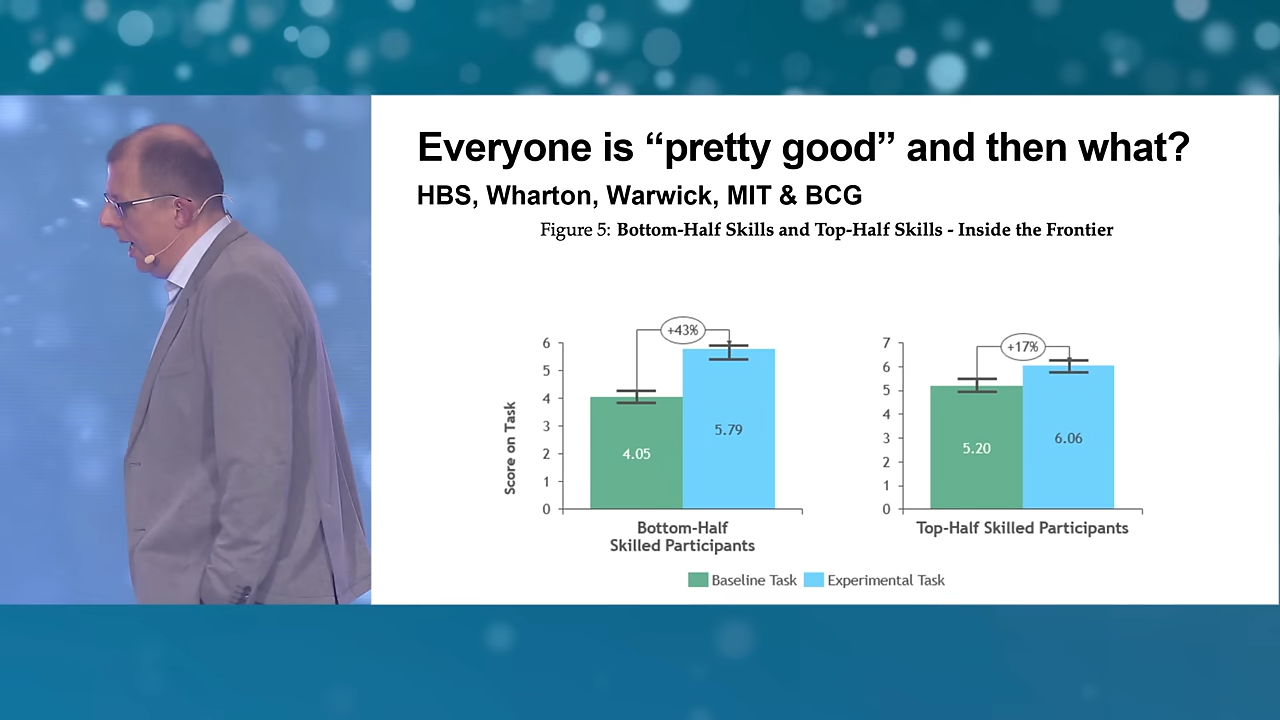 Everyone is “pretty good” and then what?
HBS, Wharton, Warwick, MIT & BCG
Figure 5: Bottom-Half Skills and Top-Half Skills - Inside the Frontier
Score on Task
6
5
4
3
2
1
0
+43%
4.05
5.79
Bottom-Half
Skilled Participants
7
6
5
4
3
2
1
0
+17%
5.20
6.06
Top-Half Skilled Participants
Baseline Task
Experimental Task